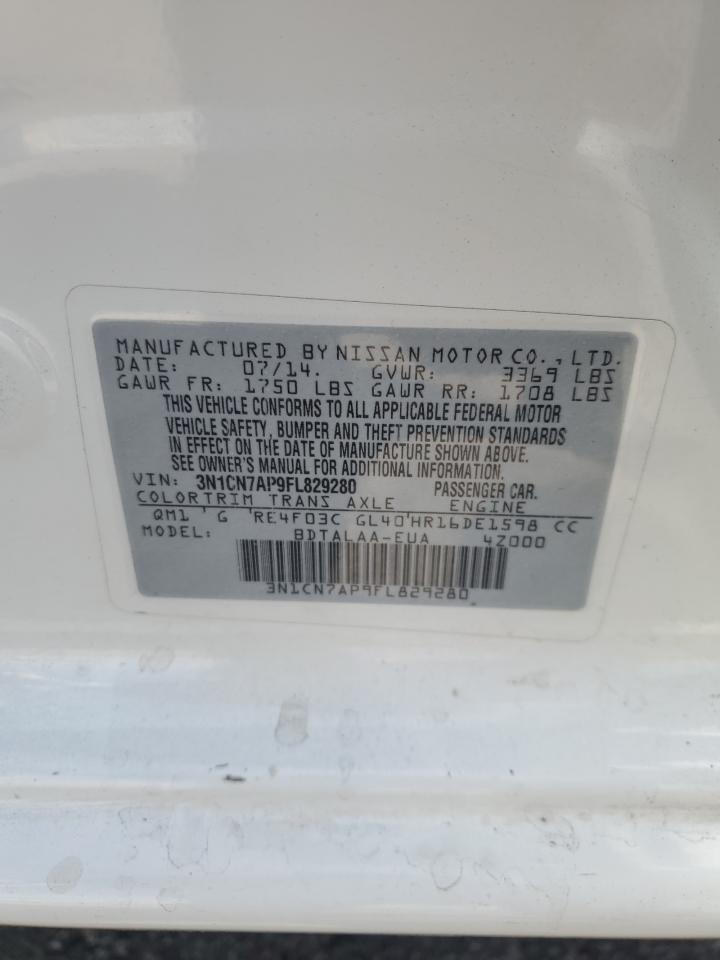 MANUFACTURED BY NISSAN MOTOR CO., LTD.
DATE: 07/14. GVWR: 3369 LBS
GAWR FR: 1750 LBS GAWR RR: 1708 LBS
THIS VEHICLE CONFORMS TO ALL APPLICABLE FEDERAL MOTOR
VEHICLE SAFETY, BUMPER AND THEFT PREVENTION STANDARDS
IN EFFECT ON THE DATE OF MANUFACTURE SHOWN ABOVE.
SEE OWNER'S MANUAL FOR ADDITIONAL INFORMATION.
VIN: 3N1CN7AP9FL829280 PASSENGER CAR.
COLOR TRIM TRANS AXLE ENGINE
QM1 ' G 'RE4F03C GL40'HR16DE1598 CC
MODEL: BDTALAA-EUA 4Z000
3N1CN7AP9FL829280